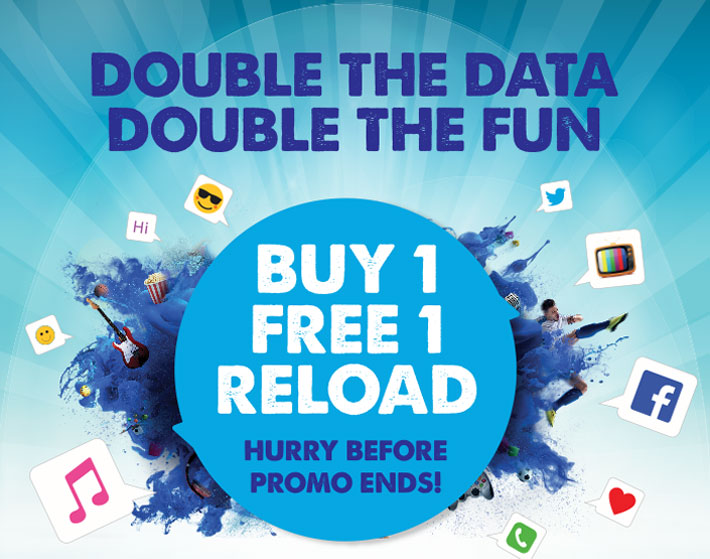 DOUBLE THE DATA
DOUBLE THE FUN
Hi
BUY 1
FREE 1
RELOAD
HURRY BEFORE
PROMO ENDS!